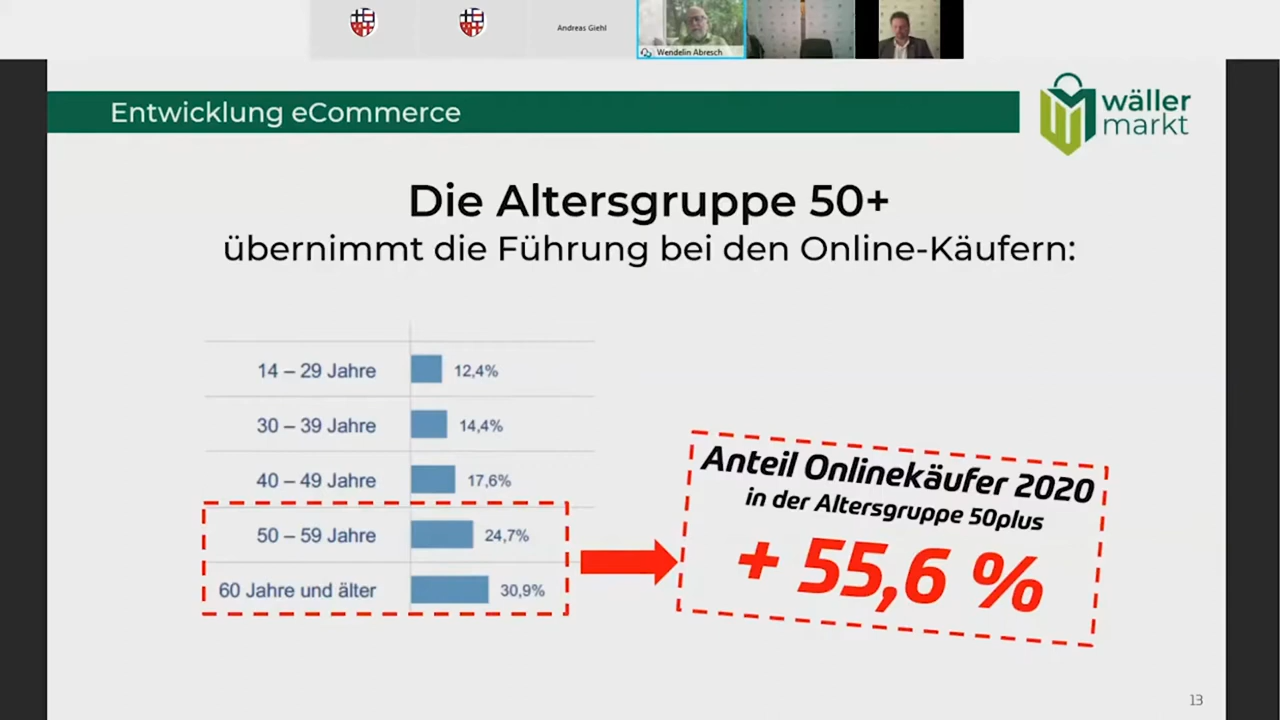 Andreas Giehl
Wendelin Abresch
Entwicklung eCommerce
wäller
markt
Die Altersgruppe 50+
übernimmt die Führung bei den Online-Käufern:
14 – 29 Jahre 12,4%
30 – 39 Jahre 14,4%
40 – 49 Jahre 17,6%
50 – 59 Jahre 24,7%
60 Jahre und älter 30,9%
Anteil Onlinekäufer 2020
in der Altersgruppe 50plus
+ 55,6 %
13